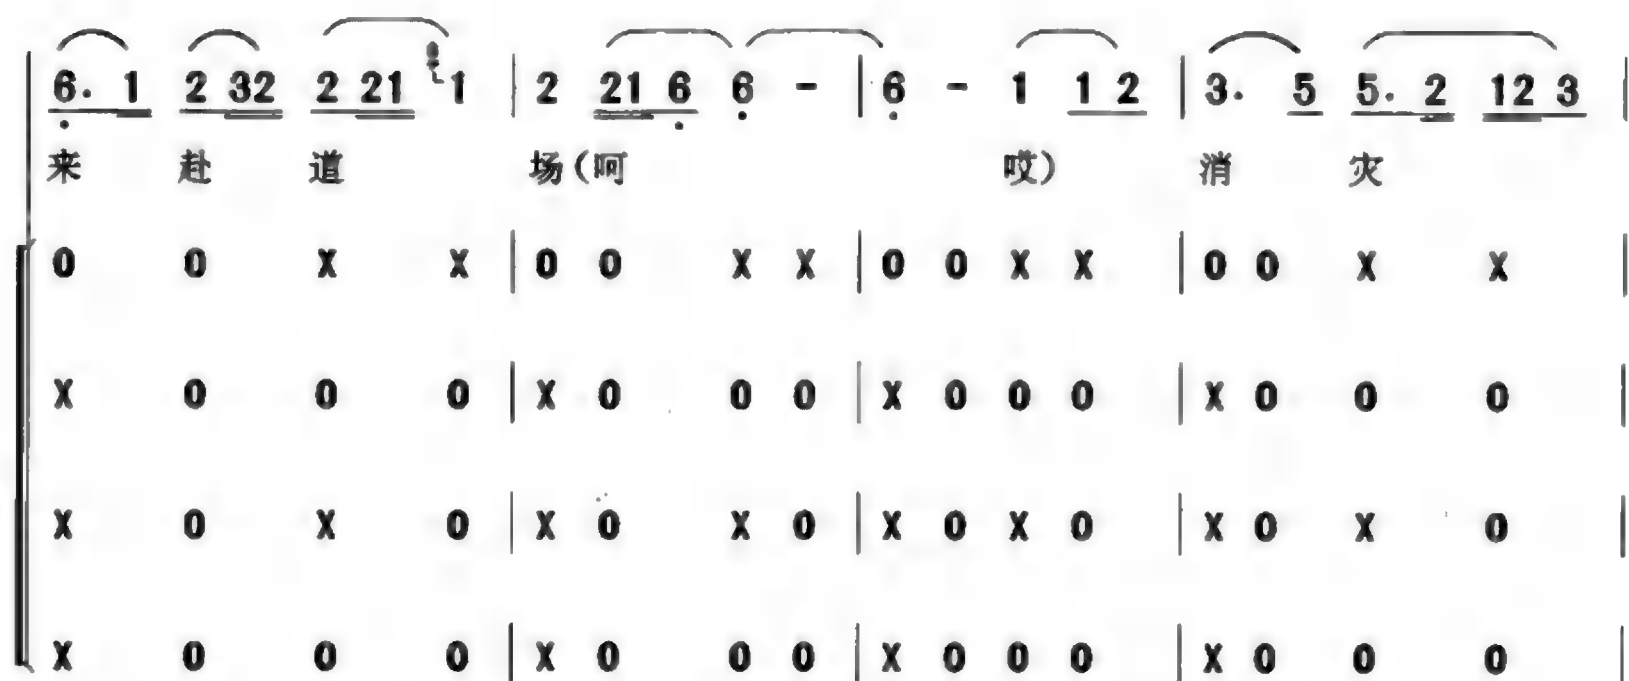 6. 1 2 32 2 21 1 | 2 21 6 6 - | 6 - 1 1 2 | 3. 5 5. 2 12 3 |
来 赴 道 场(呵 哎) 消 灾
0 0 X X | 0 0 X X | 0 0 X X | 0 0 X X |
X 0 0 0 | X 0 0 0 | X 0 0 0 | X 0 0 0 |
X 0 X 0 | X 0 X 0 | X 0 X 0 | X 0 X 0 |
X 0 0 0 | X 0 0 0 | X 0 0 0 | X 0 0 0 |